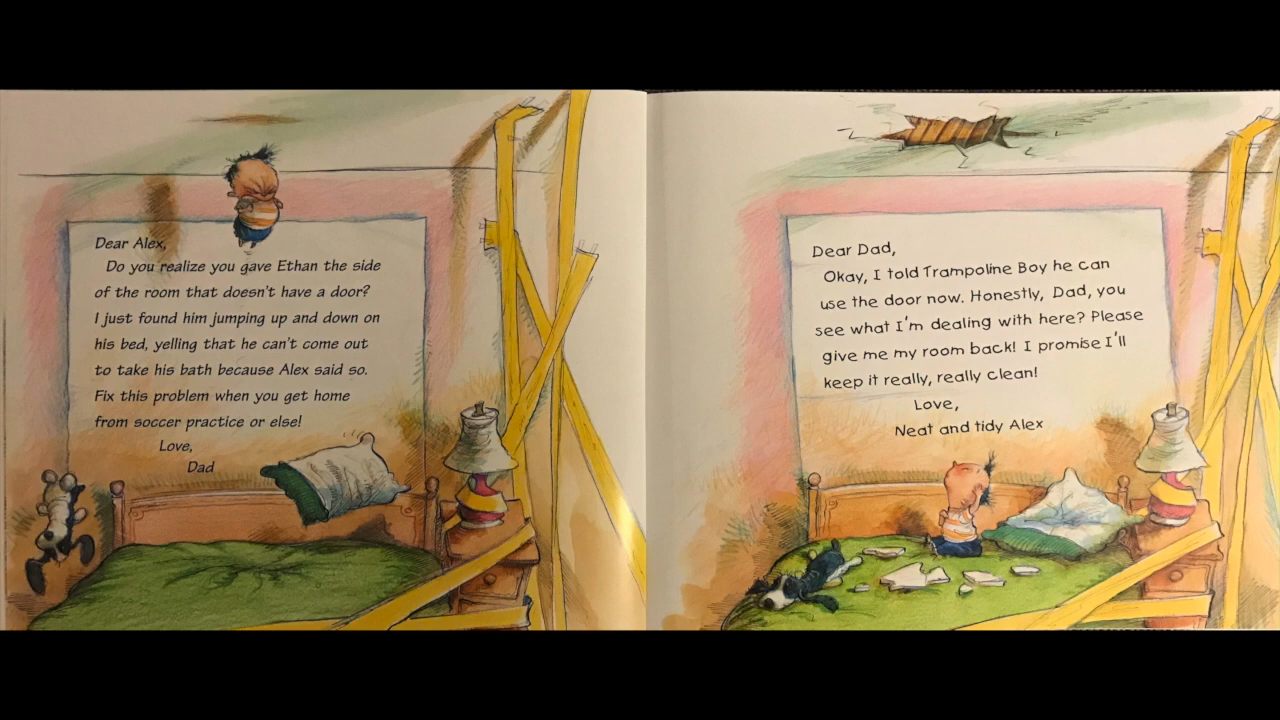 Dear Alex,
Do you realize you gave Ethan the side
of the room that doesn't have a door?
I just found him jumping up and down on
his bed, yelling that he can't come out
to take his bath because Alex said so.
Fix this problem when you get home
from soccer practice or else!
Love,
Dad
Dear Dad,
Okay, I told Trampoline Boy he can
use the door now. Honestly, Dad, you
see what I'm dealing with here? Please
give me my room back! I promise I'll
keep it really, really clean!
Love,
Neat and tidy Alex